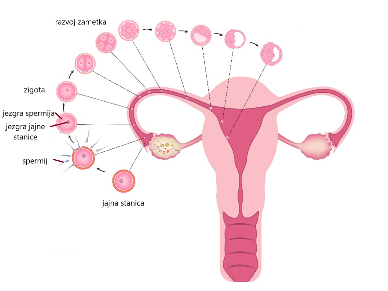 razvoj zametka
zigota
jezgra spermija
jezgra jajne
stanice
spermij
jajna stanica